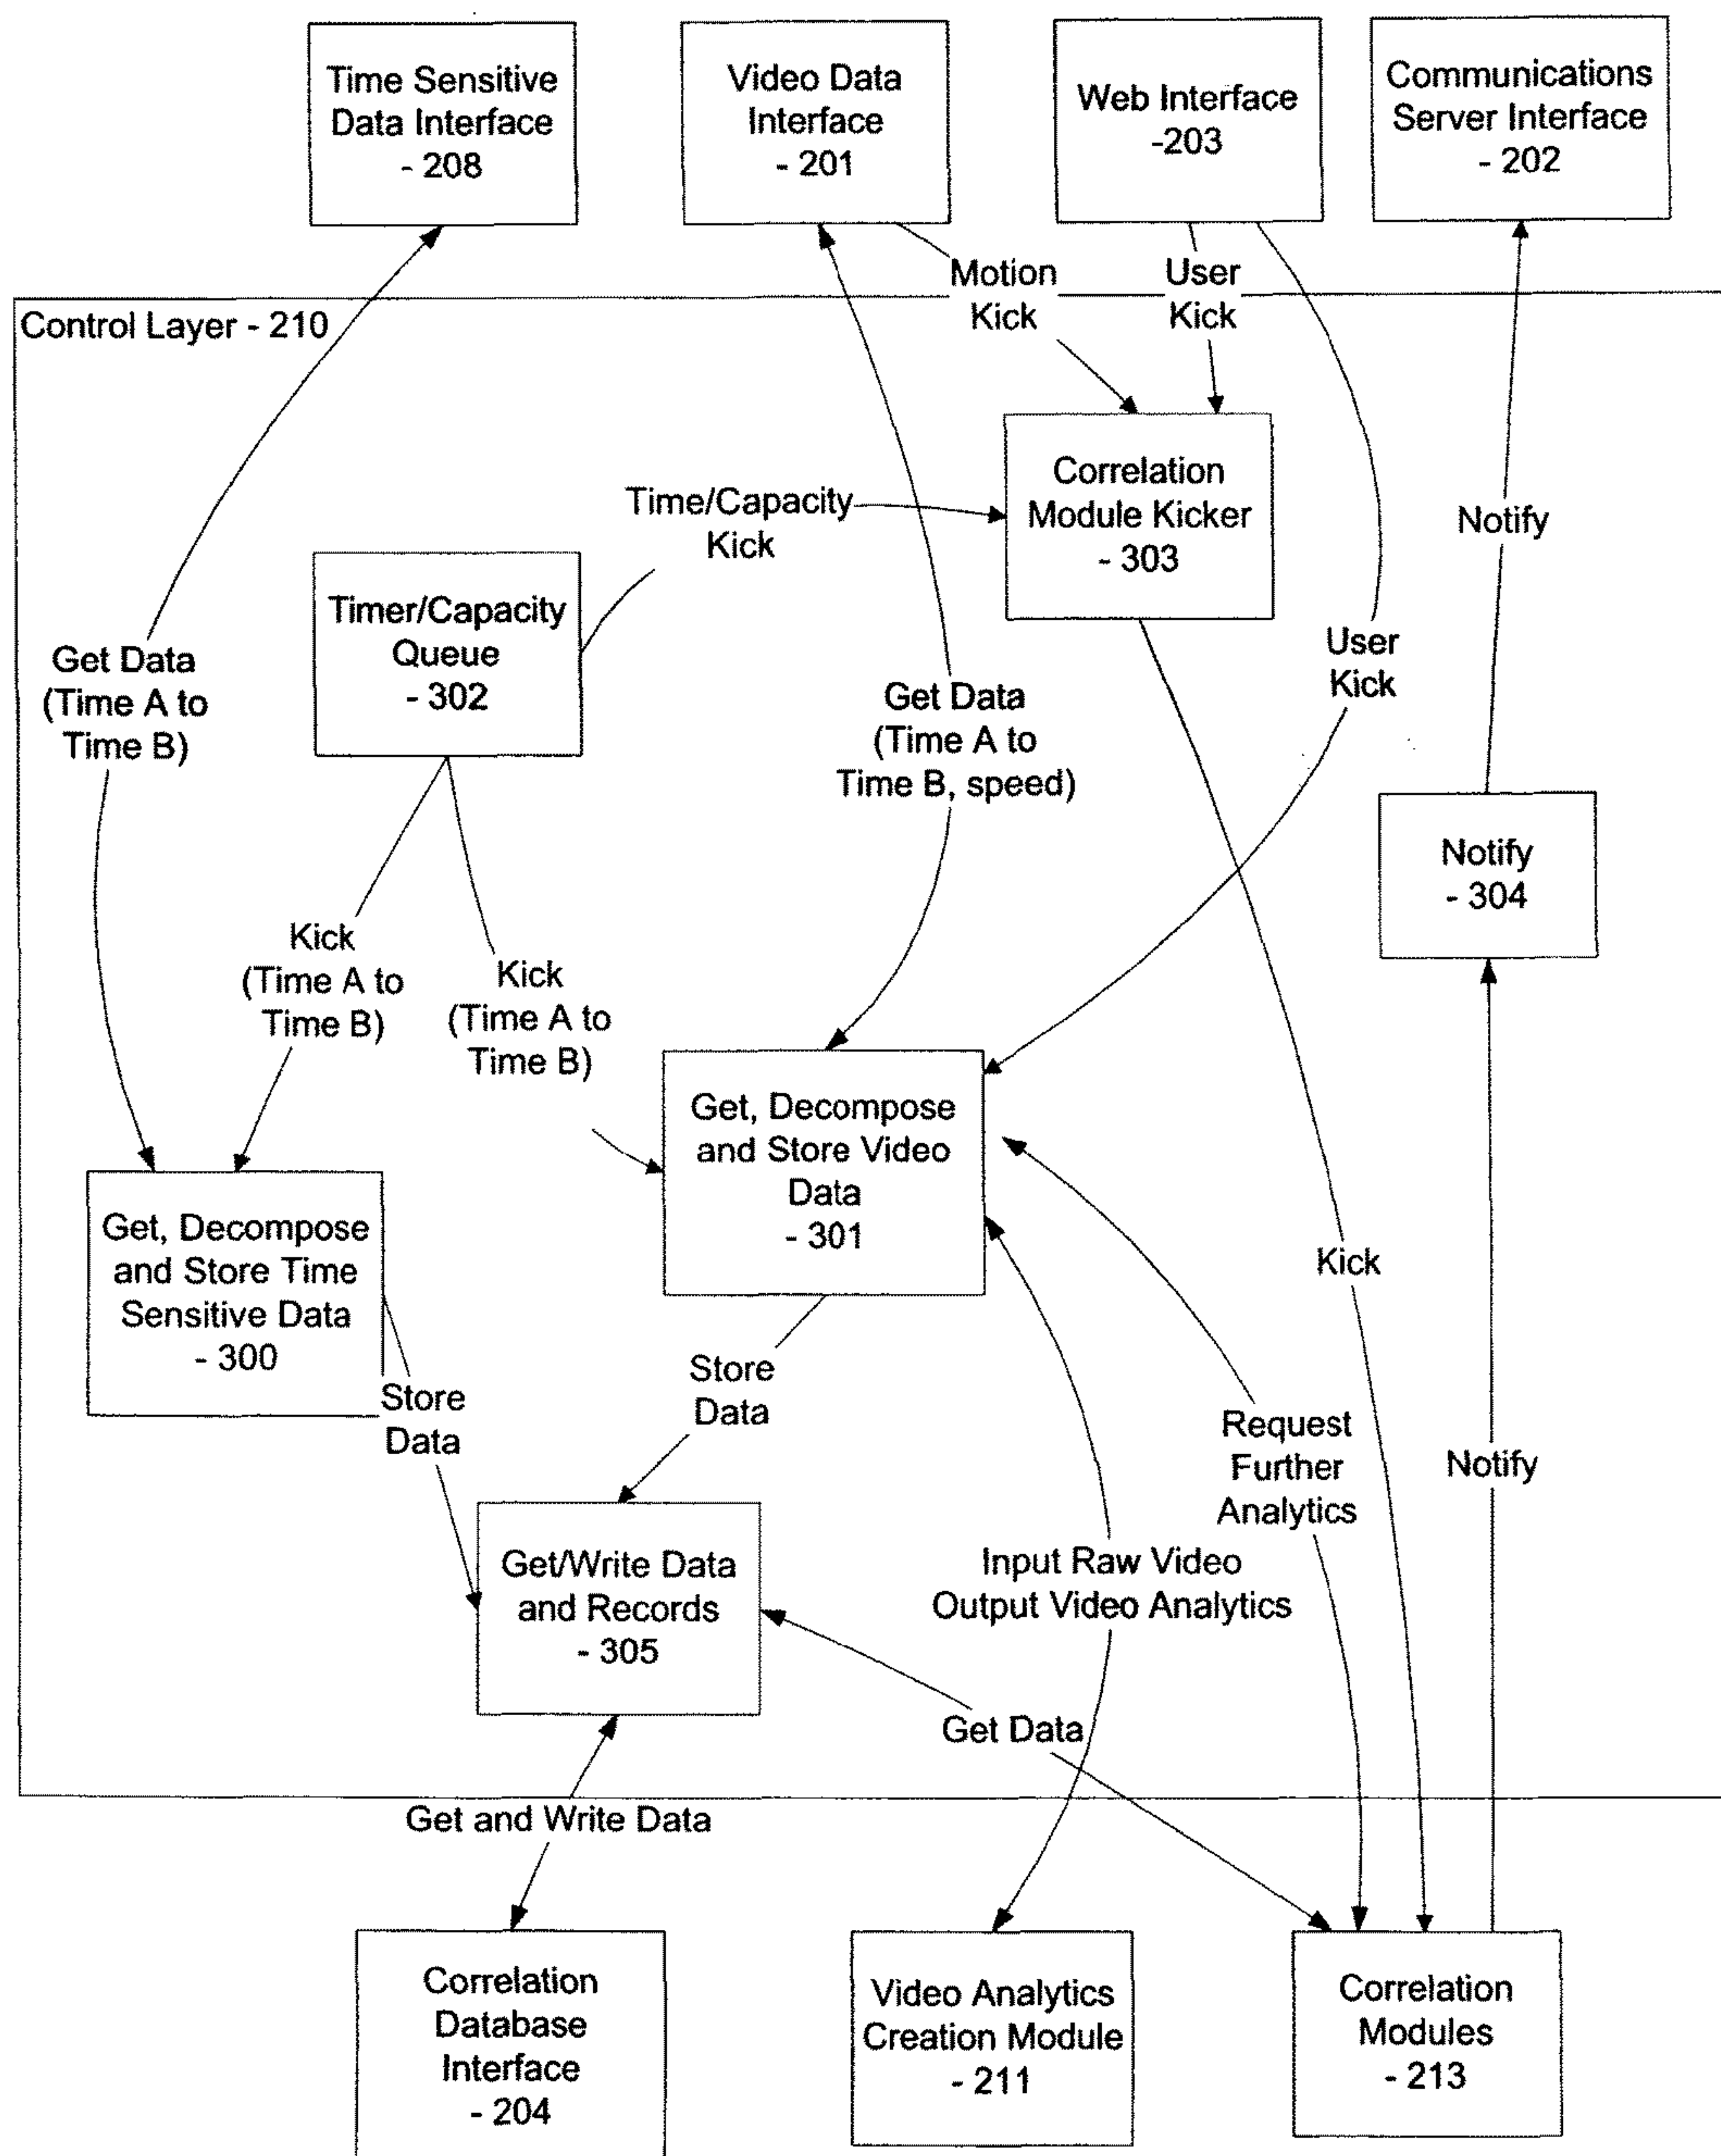 Time Sensitive
Data Interface
- 208
Video Data
Interface
- 201
Web Interface
-203
Communications
Server Interface
- 202
Motion
Kick
User
Kick
Control Layer - 210
Correlation
Module Kicker
- 303
Time/Capacity
Kick
Notify
Timer/Capacity
Queue
- 302
User
Kick
Get Data
(Time A to
Time B)
Get Data
(Time A to
Time B, speed)
Notify
- 304
Kick
(Time A to
Time B)
Kick
(Time A to
Time B)
Get, Decompose
and Store Video
Data
- 301
Get, Decompose
and Store Time
Sensitive Data
- 300
Kick
Store
Data
Store
Data
Request
Further
Analytics
Notify
Get/Write Data
and Records
- 305
Input Raw Video
Output Video Analytics
Get Data
Get and Write Data
Correlation
Database
Interface
- 204
Video Analytics
Creation Module
- 211
Correlation
Modules
- 213